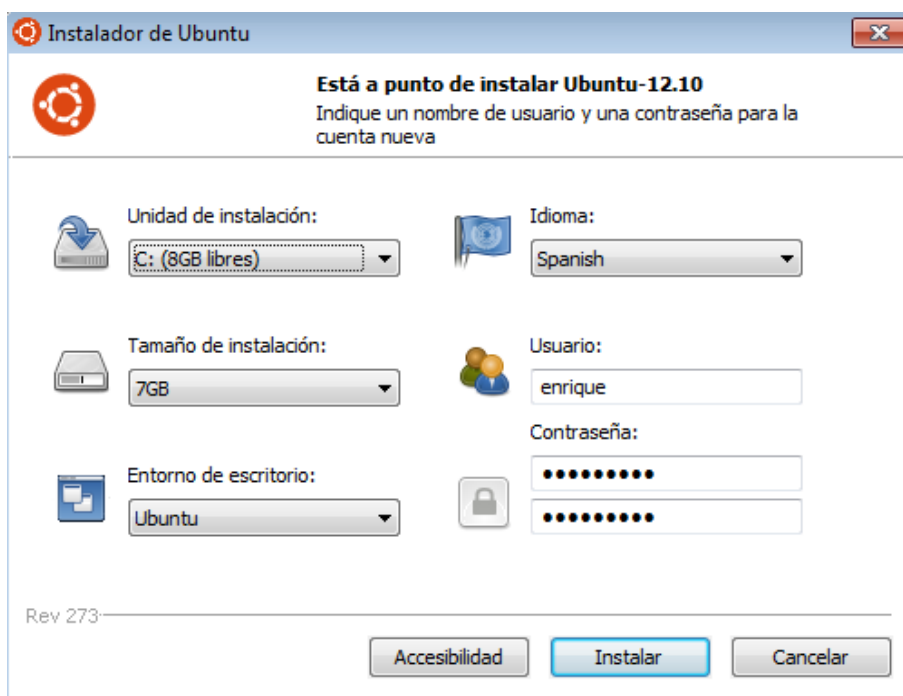 Instalador de Ubuntu
Está a punto de instalar Ubuntu-12.10
Indique un nombre de usuario y una contraseña para la
cuenta nueva
Unidad de instalación:
C: (8GB libres)
Idioma:
Spanish
Tamaño de instalación:
7GB
Usuario:
enrique
Contraseña:
●●●●●●●●●
●●●●●●●●●
Entorno de escritorio:
Ubuntu
Rev 273
Accesibilidad
Instalar
Cancelar